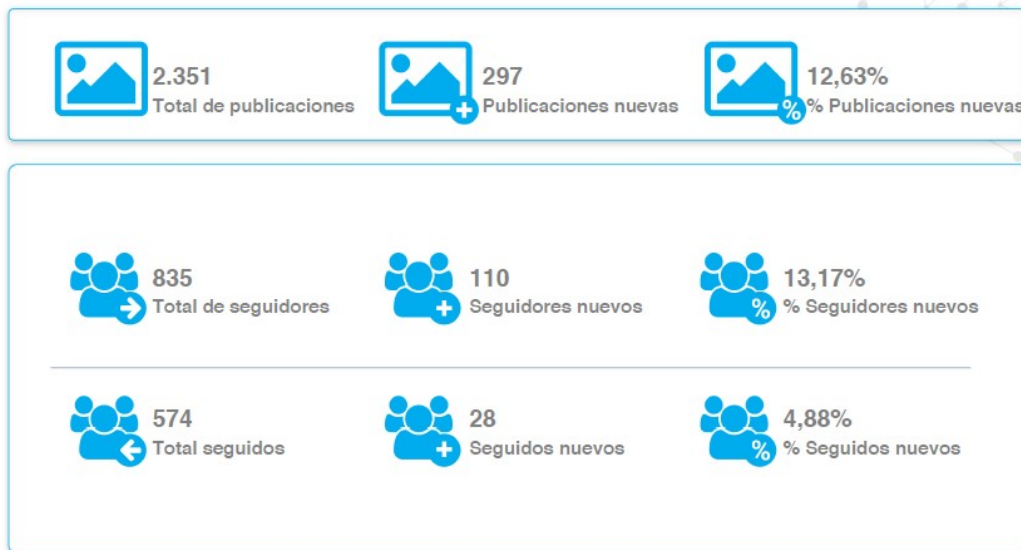 2.351
Total de publicaciones
297
Publicaciones nuevas
12,63%
% Publicaciones nuevas
835
Total de seguidores
110
Seguidores nuevos
13,17%
% Seguidores nuevos
574
Total seguidos
28
Seguidos nuevos
4,88%
% Seguidos nuevos